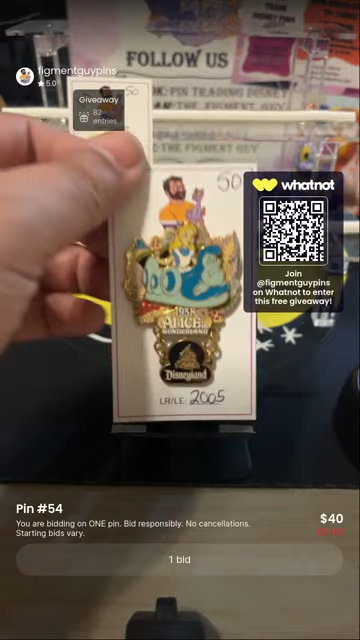 FOLLOW US
figmentguypins
★ 5.0
Giveaway
82
entries
50
50
whatnot
Join
@figmentguypins
on Whatnot to enter
this free giveaway!
1958
ALICE
WONDERLAND
Disneyland
LR/LE: 2005
Pin #54
You are bidding on ONE pin. Bid responsibly. No cancellations.
Starting bids vary.
$40
1 bid